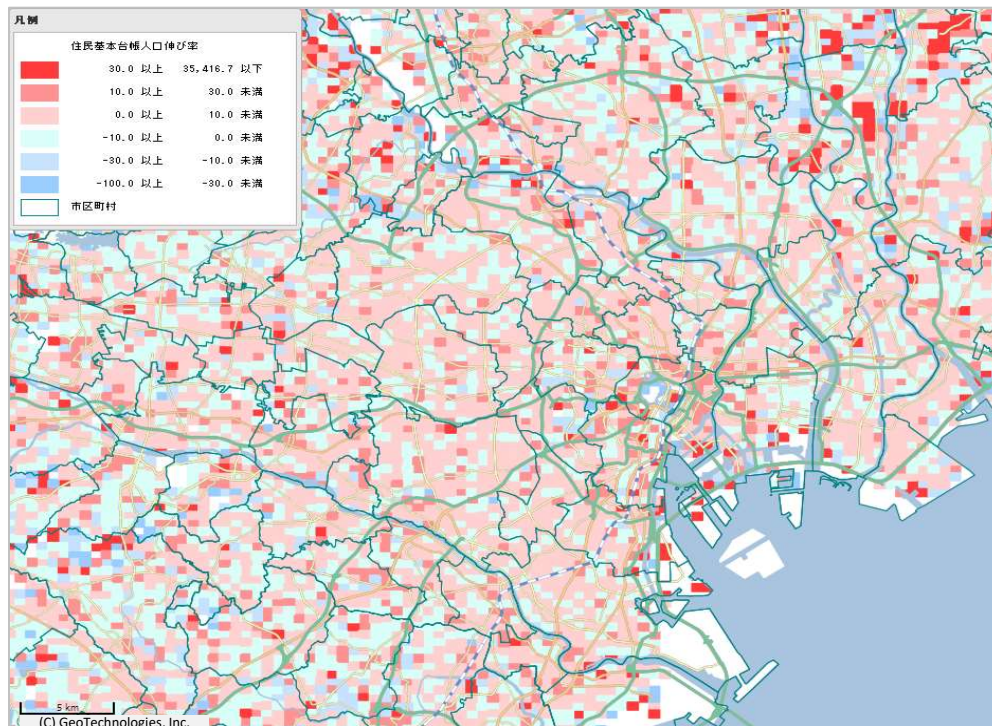 凡例
住民基本台帳人口伸び率
30.0 以上 35,416.7 以下
10.0 以上 30.0 未満
0.0 以上 10.0 未満
-10.0 以上 0.0 未満
-30.0 以上 -10.0 未満
-100.0 以上 -30.0 未満
市区町村
5 km
(C) GeoTechnologies, Inc.